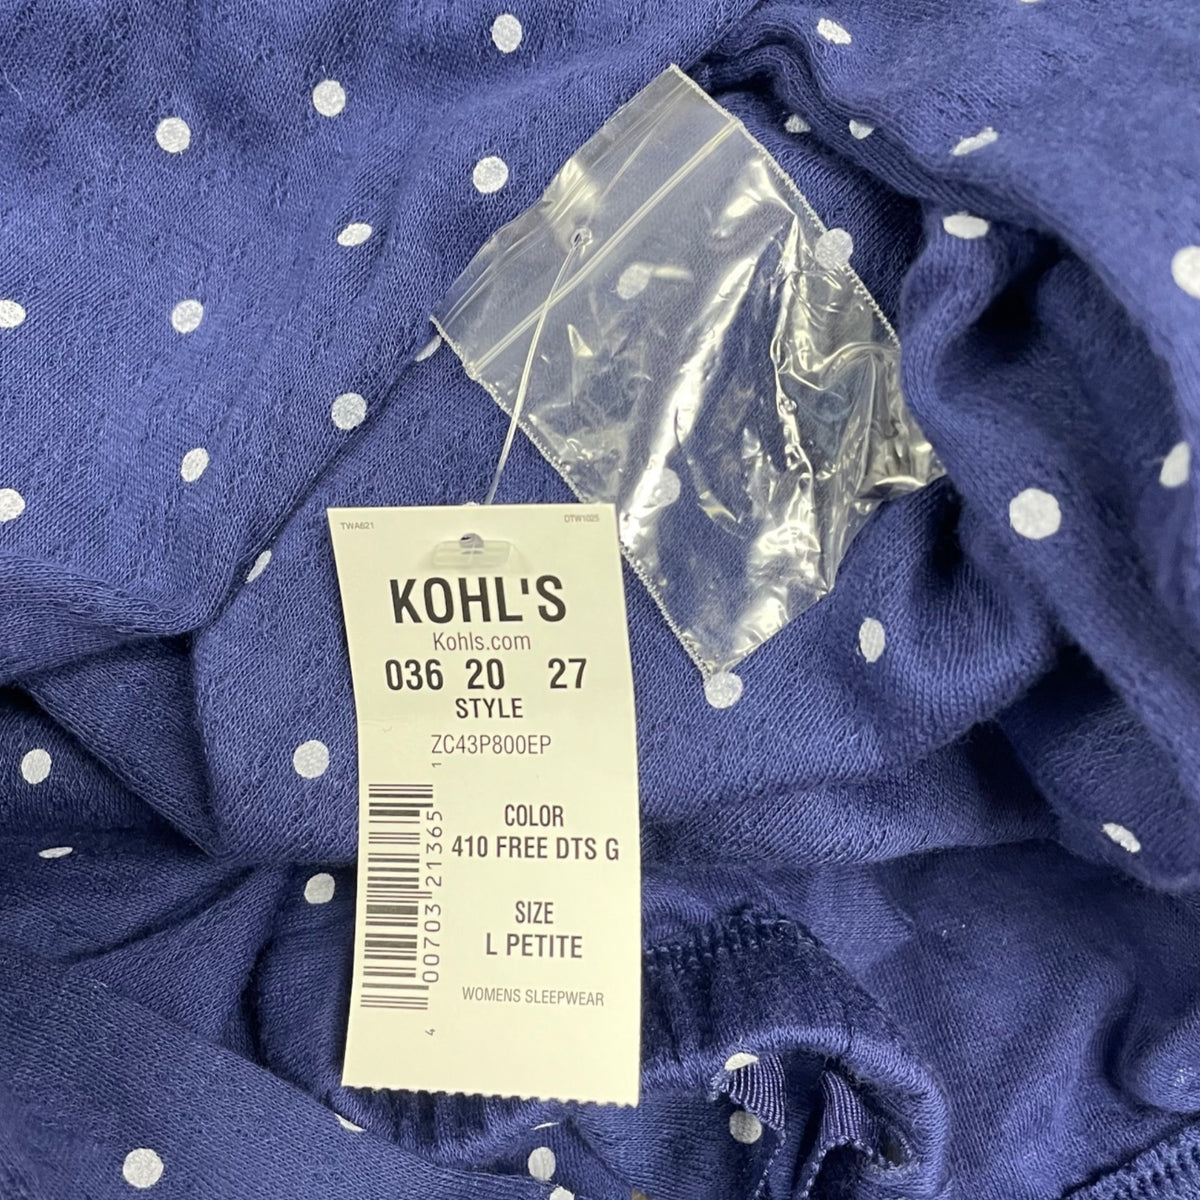 TWA621 DTW1025
KOHL'S
Kohls.com
036 20 27
STYLE
ZC43P800EP
COLOR
410 FREE DTS G
SIZE
L PETITE
WOMENS SLEEPWEAR
4 00703 21365 1